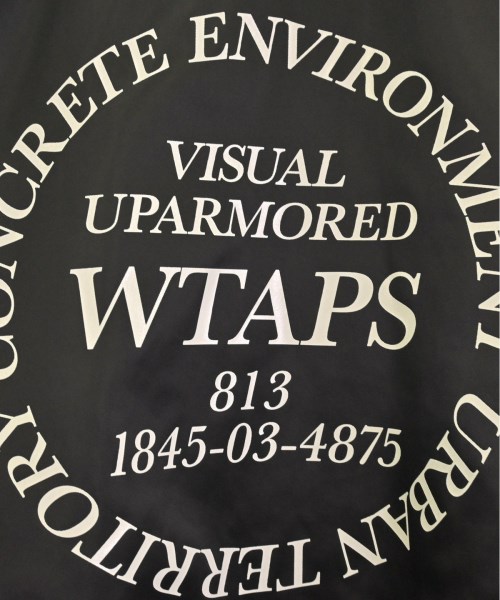 CONCRETE ENVIRONMENT
VISUAL
UPARMORED
WTAPS
813
1845-03-4875
URBAN TERRITORY